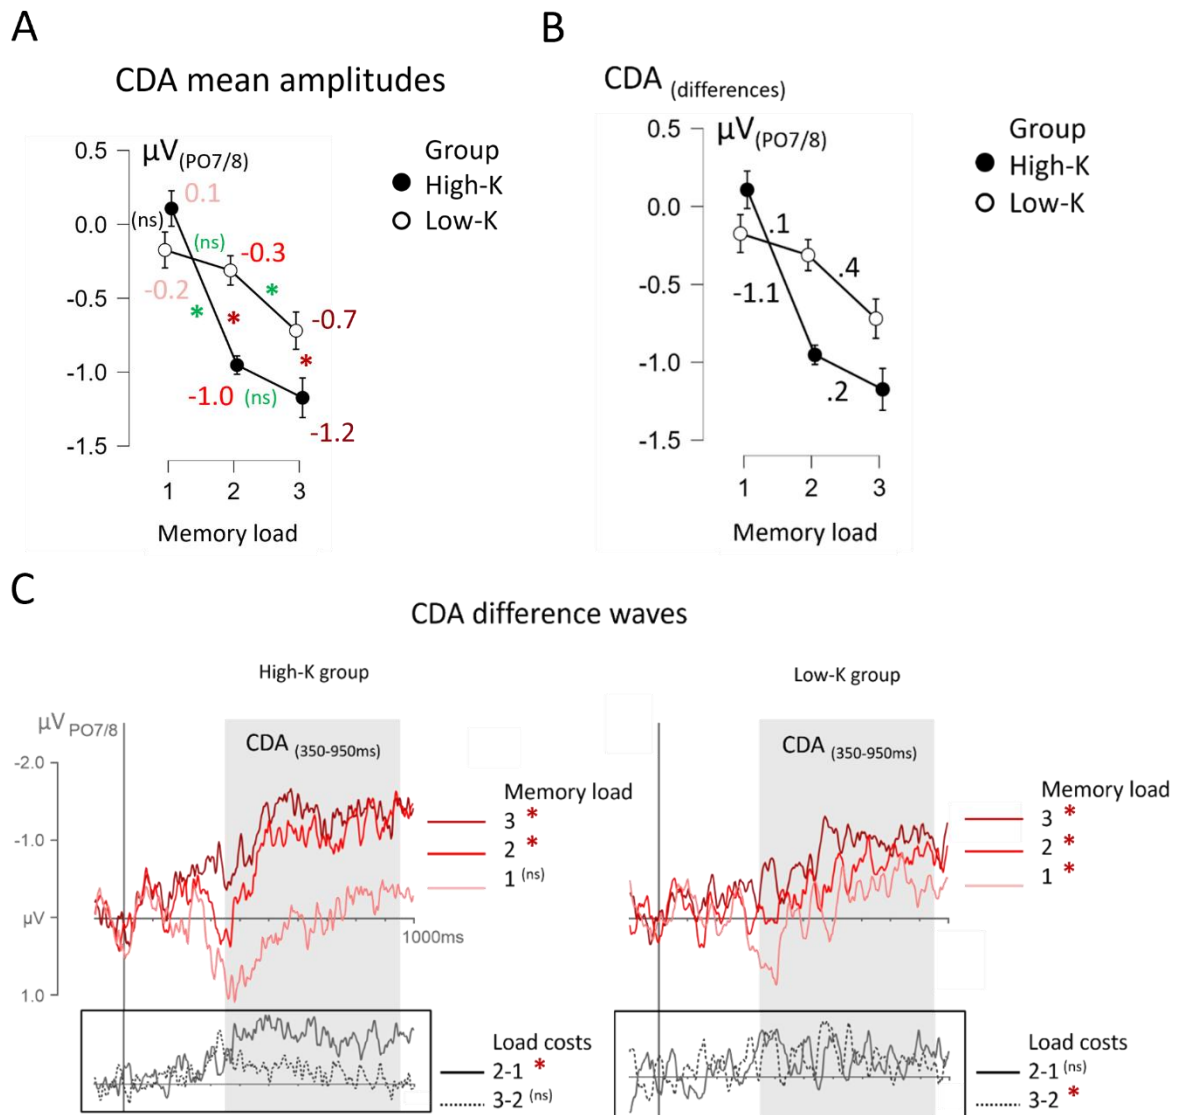 A
CDA mean amplitudes
0.5
0.0
-0.5
-1.0
-1.5
µV(PO7/8)
Group
High-K
Low-K
0.1
(ns)
(ns)
-0.3
-0.2
*
*
*
-0.7
*
-1.0
(ns)
-1.2
1 2 3
Memory load
B
CDA (differences)
0.5
0.0
-0.5
-1.0
-1.5
µV(PO7/8)
Group
High-K
Low-K
.1
.4
-1.1
.2
1 2 3
Memory load
C
CDA difference waves
High-K group
µV PO7/8
-2.0
-1.0
µV
1.0
CDA (350-950ms)
1000ms
Memory load
3 *
2 *
1 (ns)
Load costs
2-1 *
3-2 (ns)
Low-K group
CDA (350-950ms)
Memory load
3 *
2 *
1 *
Load costs
2-1 (ns)
3-2 *